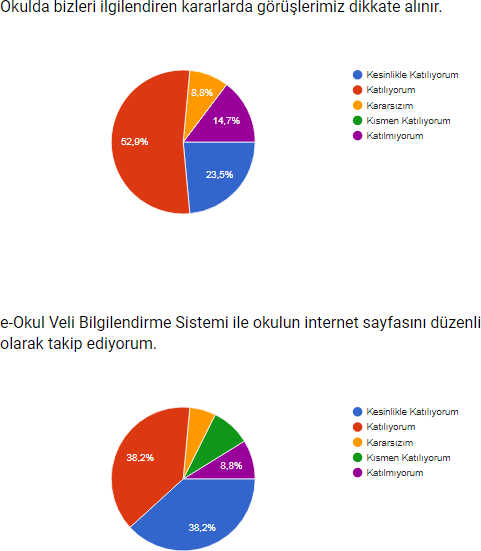 Okulda bizleri ilgilendiren kararlarda görüşlerimiz dikkate alınır.
Kesinlikle Katılıyorum
Katılıyorum
Kararsızım
Kısmen Katılıyorum
Katılmıyorum
8,8%
14,7%
52,9%
23,5%
e-Okul Veli Bilgilendirme Sistemi ile okulun internet sayfasını düzenli
olarak takip ediyorum.
Kesinlikle Katılıyorum
Katılıyorum
Kararsızım
Kısmen Katılıyorum
Katılmıyorum
38,2%
8,8%
38,2%